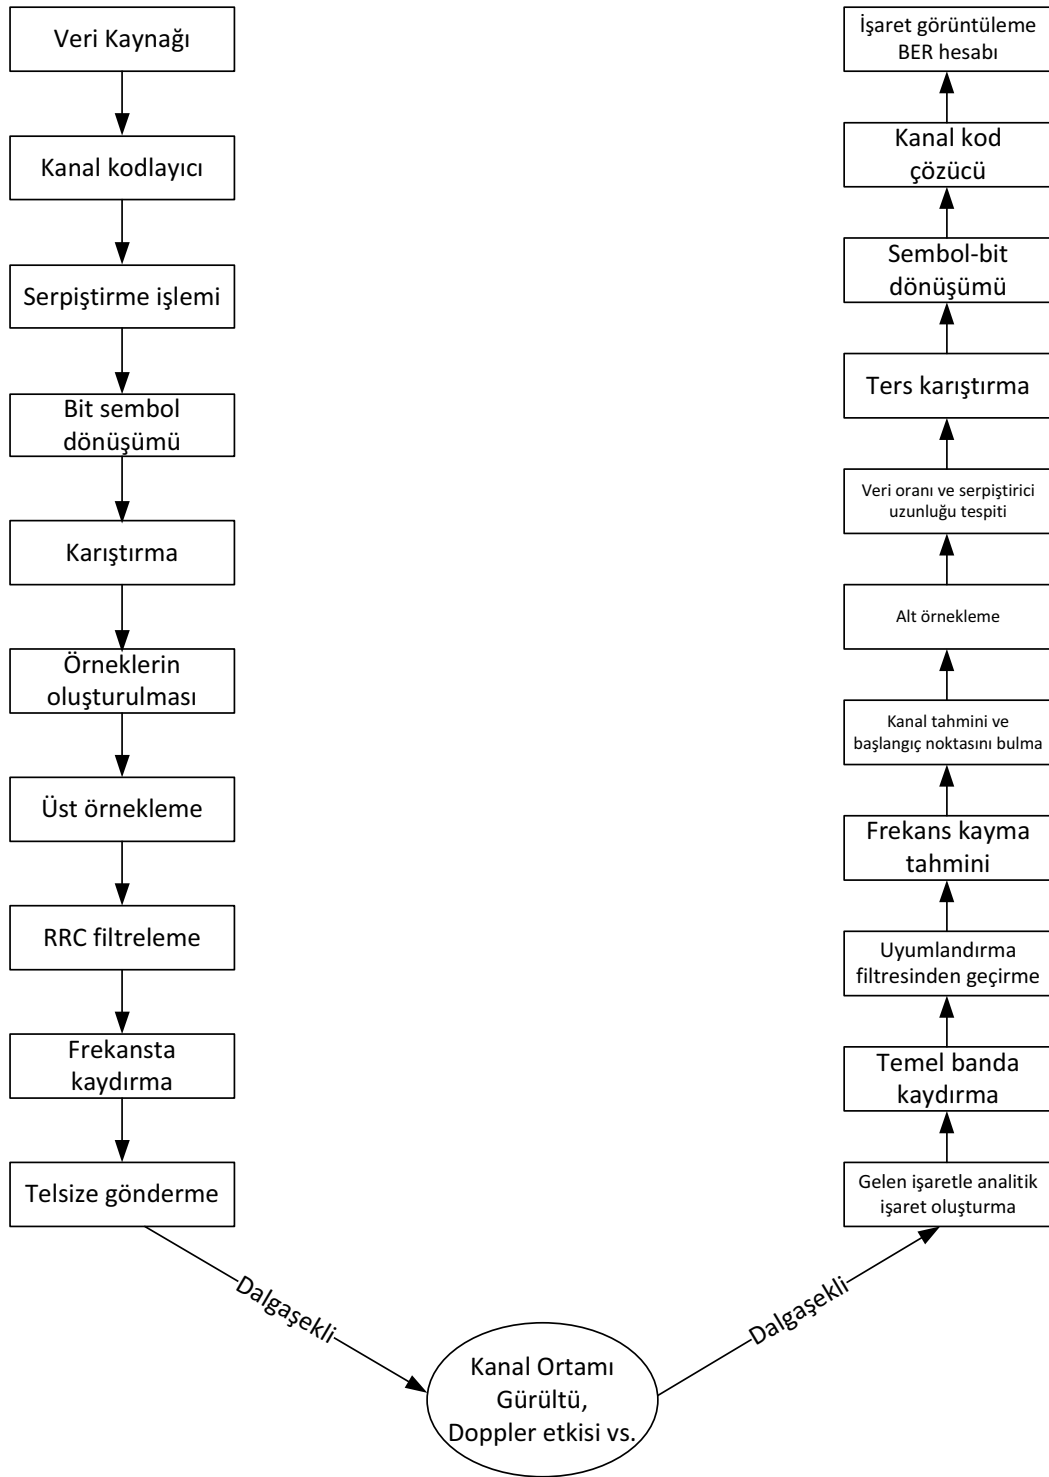 Veri Kaynağı
Kanal kodlayıcı
Serpiştirme işlemi
Bit sembol
dönüşümü
Karıştırma
Örneklerin
oluşturulması
Üst örnekleme
RRC filtreleme
Frekansta
kaydırma
Telsize gönderme
Dalgaşekli
Kanal Ortamı
Gürültü,
Doppler etkisi vs.
Dalgaşekli
Gelen işaretle analitik
işaret oluşturma
Temel banda
kaydırma
Uyumlandırma
filtresinden geçirme
Frekans kayma
tahmini
Kanal tahmini ve
başlangıç noktasını bulma
Alt örnekleme
Veri oranı ve serpiştirici
uzunluğu tespiti
Ters karıştırma
Sembol-bit
dönüşümü
Kanal kod
çözücü
İşaret görüntüleme
BER hesabı